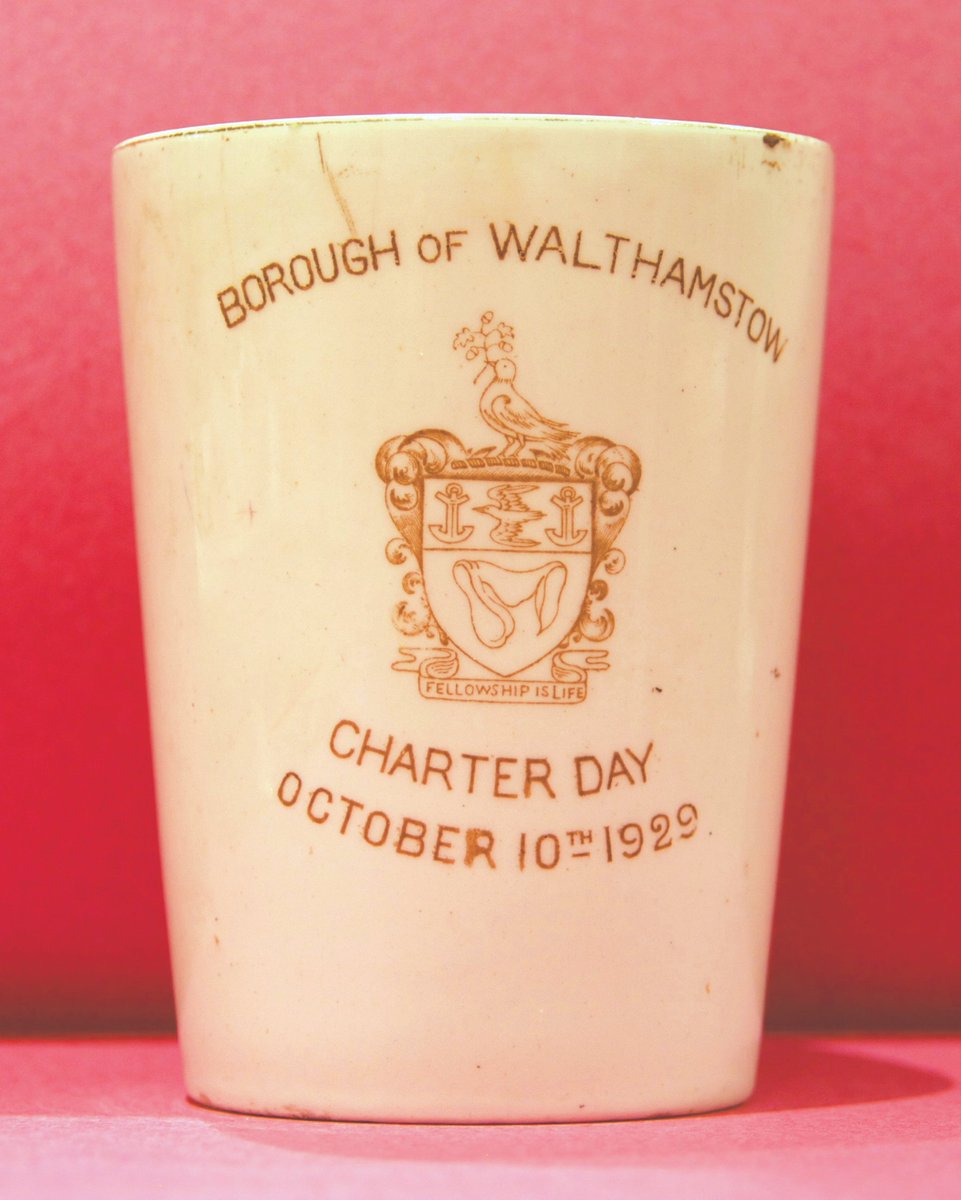 BOROUGH OF WALTHAMSTOW
FELLOWSHIP IS LIFE
CHARTER DAY
OCTOBER 10TH 1929